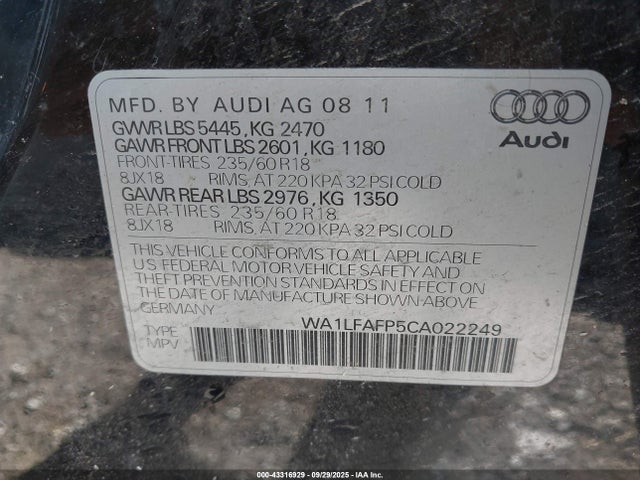 MFD. BY AUDI AG 08 11
GVWR LBS 5445, KG 2470
GAWR FRONT LBS 2601, KG 1180
FRONT-TIRES 235/60 R18
8JX18 RIMS, AT 220 KPA 32 PSI COLD
GAWR REAR LBS 2976, KG 1350
REAR-TIRES 235/60 R18
8JX18 RIMS, AT 220 KPA 32 PSI COLD
Audi
THIS VEHICLE CONFORMS TO ALL APPLICABLE
U.S FEDERAL MOTOR VEHICLE SAFETY AND
THEFT PREVENTION STANDARDS IN EFFECT ON
THE DATE OF MANUFACTURE SHOWN ABOVE
GERMANY
WA1LFAFP5CA022249
TYPE
MPV
000-43316929 | 09/29/2025 - IAA Inc.